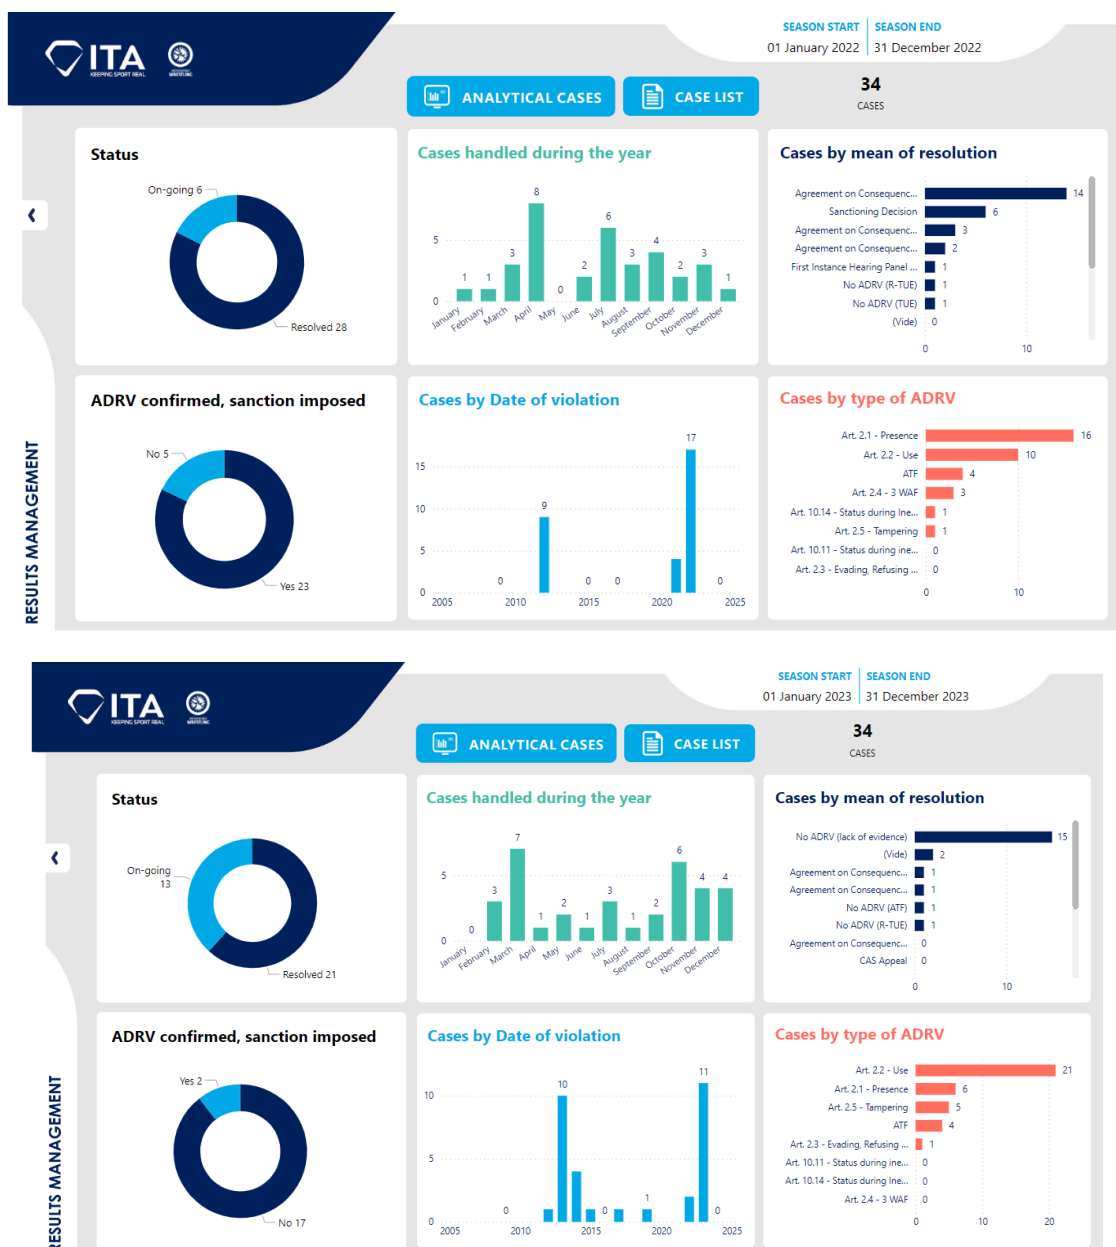 ITA
KEEPING SPORT REAL
WRESTLING
SEASON START
SEASON END
01 January 2022
31 December 2022
ANALYTICAL CASES
CASE LIST
34
CASES
RESULTS MANAGEMENT
Status
On-going 6
Resolved 28
Cases handled during the year
5
0
1
1
3
8
0
2
6
3
4
2
3
1
January
February
March
April
May
June
July
August
September
October
November
December
Cases by mean of resolution
Agreement on Consequenc... 14
Sanctioning Decision 6
Agreement on Consequenc... 3
Agreement on Consequenc... 2
First Instance Hearing Panel ... 1
No ADRV (R-TUE) 1
No ADRV (TUE) 1
(Vide) 0
0
10
ADRV confirmed, sanction imposed
No 5
Yes 23
Cases by Date of violation
15
10
5
0
0
9
0
0
17
0
2005
2010
2015
2020
2025
Cases by type of ADRV
Art. 2.1 - Presence 16
Art. 2.2 - Use 10
ATF 4
Art. 2.4 - 3 WAF 3
Art. 10.14 - Status during Ine... 1
Art. 2.5 - Tampering 1
Art. 10.11 - Status during ine... 0
Art. 2.3 - Evading, Refusing ... 0
0
10
ITA
KEEPING SPORT REAL
WRESTLING
SEASON START
SEASON END
01 January 2023
31 December 2023
ANALYTICAL CASES
CASE LIST
34
CASES
RESULTS MANAGEMENT
Status
On-going
13
Resolved 21
Cases handled during the year
5
0
0
3
7
1
2
1
3
1
2
6
4
4
January
February
March
April
May
June
July
August
September
October
November
December
Cases by mean of resolution
No ADRV (lack of evidence) 15
(Vide) 2
Agreement on Consequenc... 1
Agreement on Consequenc... 1
No ADRV (ATF) 1
No ADRV (R-TUE) 1
Agreement on Consequenc... 0
CAS Appeal 0
0
10
ADRV confirmed, sanction imposed
Yes 2
No 17
Cases by Date of violation
10
5
0
0
10
0
1
11
0
2005
2010
2015
2020
2025
Cases by type of ADRV
Art. 2.2 - Use 21
Art. 2.1 - Presence 6
Art. 2.5 - Tampering 5
ATF 4
Art. 2.3 - Evading, Refusing ... 1
Art. 10.11 - Status during ine... 0
Art. 10.14 - Status during Ine... 0
Art. 2.4 - 3 WAF 0
0
10
20